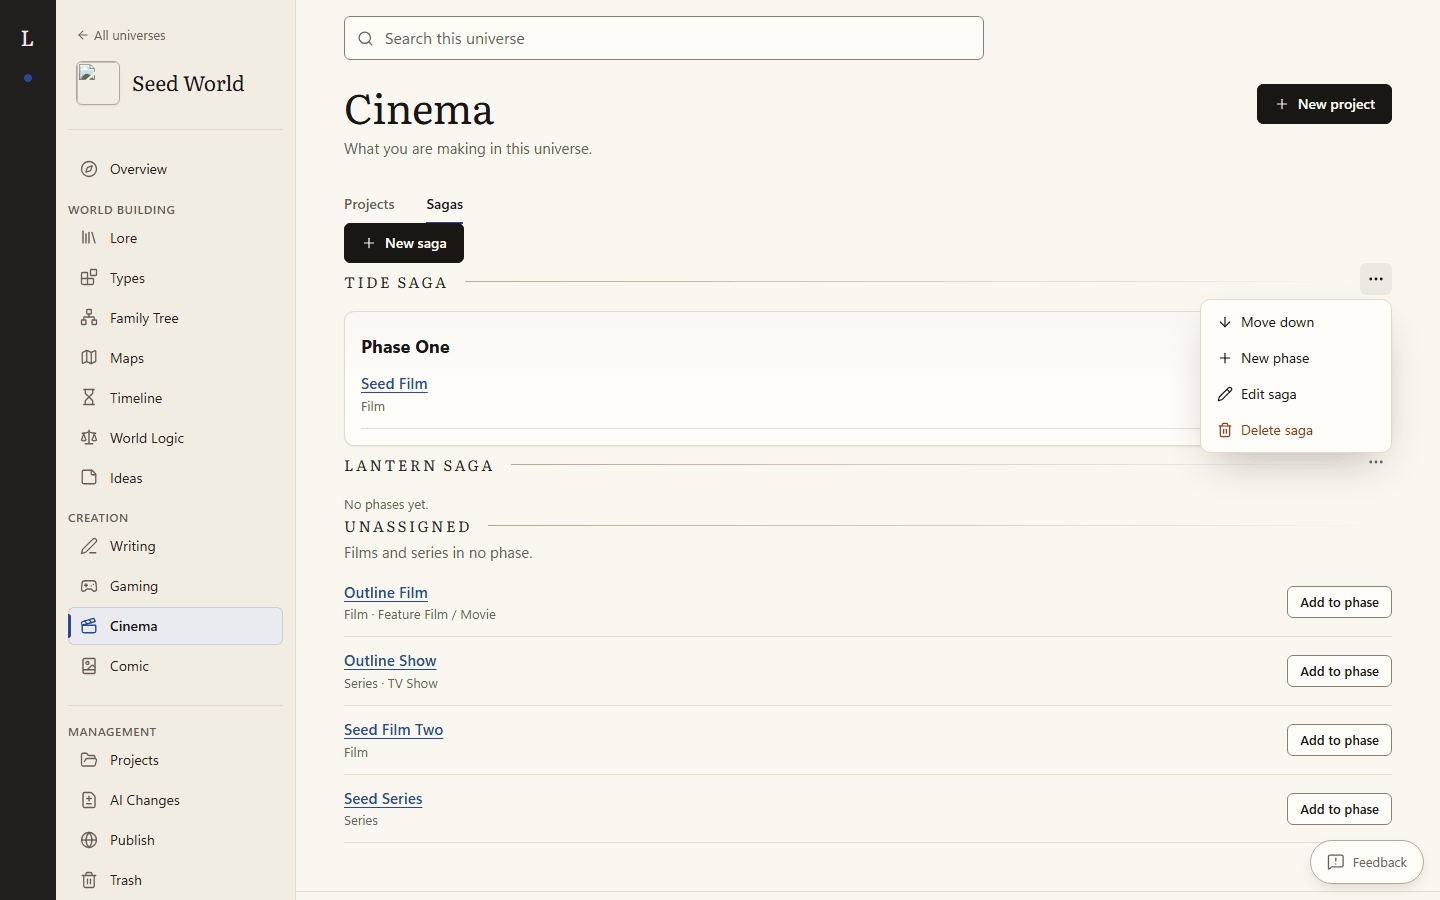 L
All universes
Seed World
Overview
WORLD BUILDING
Lore
Types
Family Tree
Maps
Timeline
World Logic
Ideas
CREATION
Writing
Gaming
Cinema
Comic
MANAGEMENT
Projects
AI Changes
Publish
Trash
Search this universe
Cinema
New project
What you are making in this universe.
Projects Sagas
New saga
TIDE SAGA
Move down
New phase
Edit saga
Delete saga
Phase One
Seed Film
Film
LANTERN SAGA
No phases yet.
UNASSIGNED
Films and series in no phase.
Outline Film
Film · Feature Film / Movie
Add to phase
Outline Show
Series · TV Show
Add to phase
Seed Film Two
Film
Add to phase
Seed Series
Series
Add to phase
Feedback